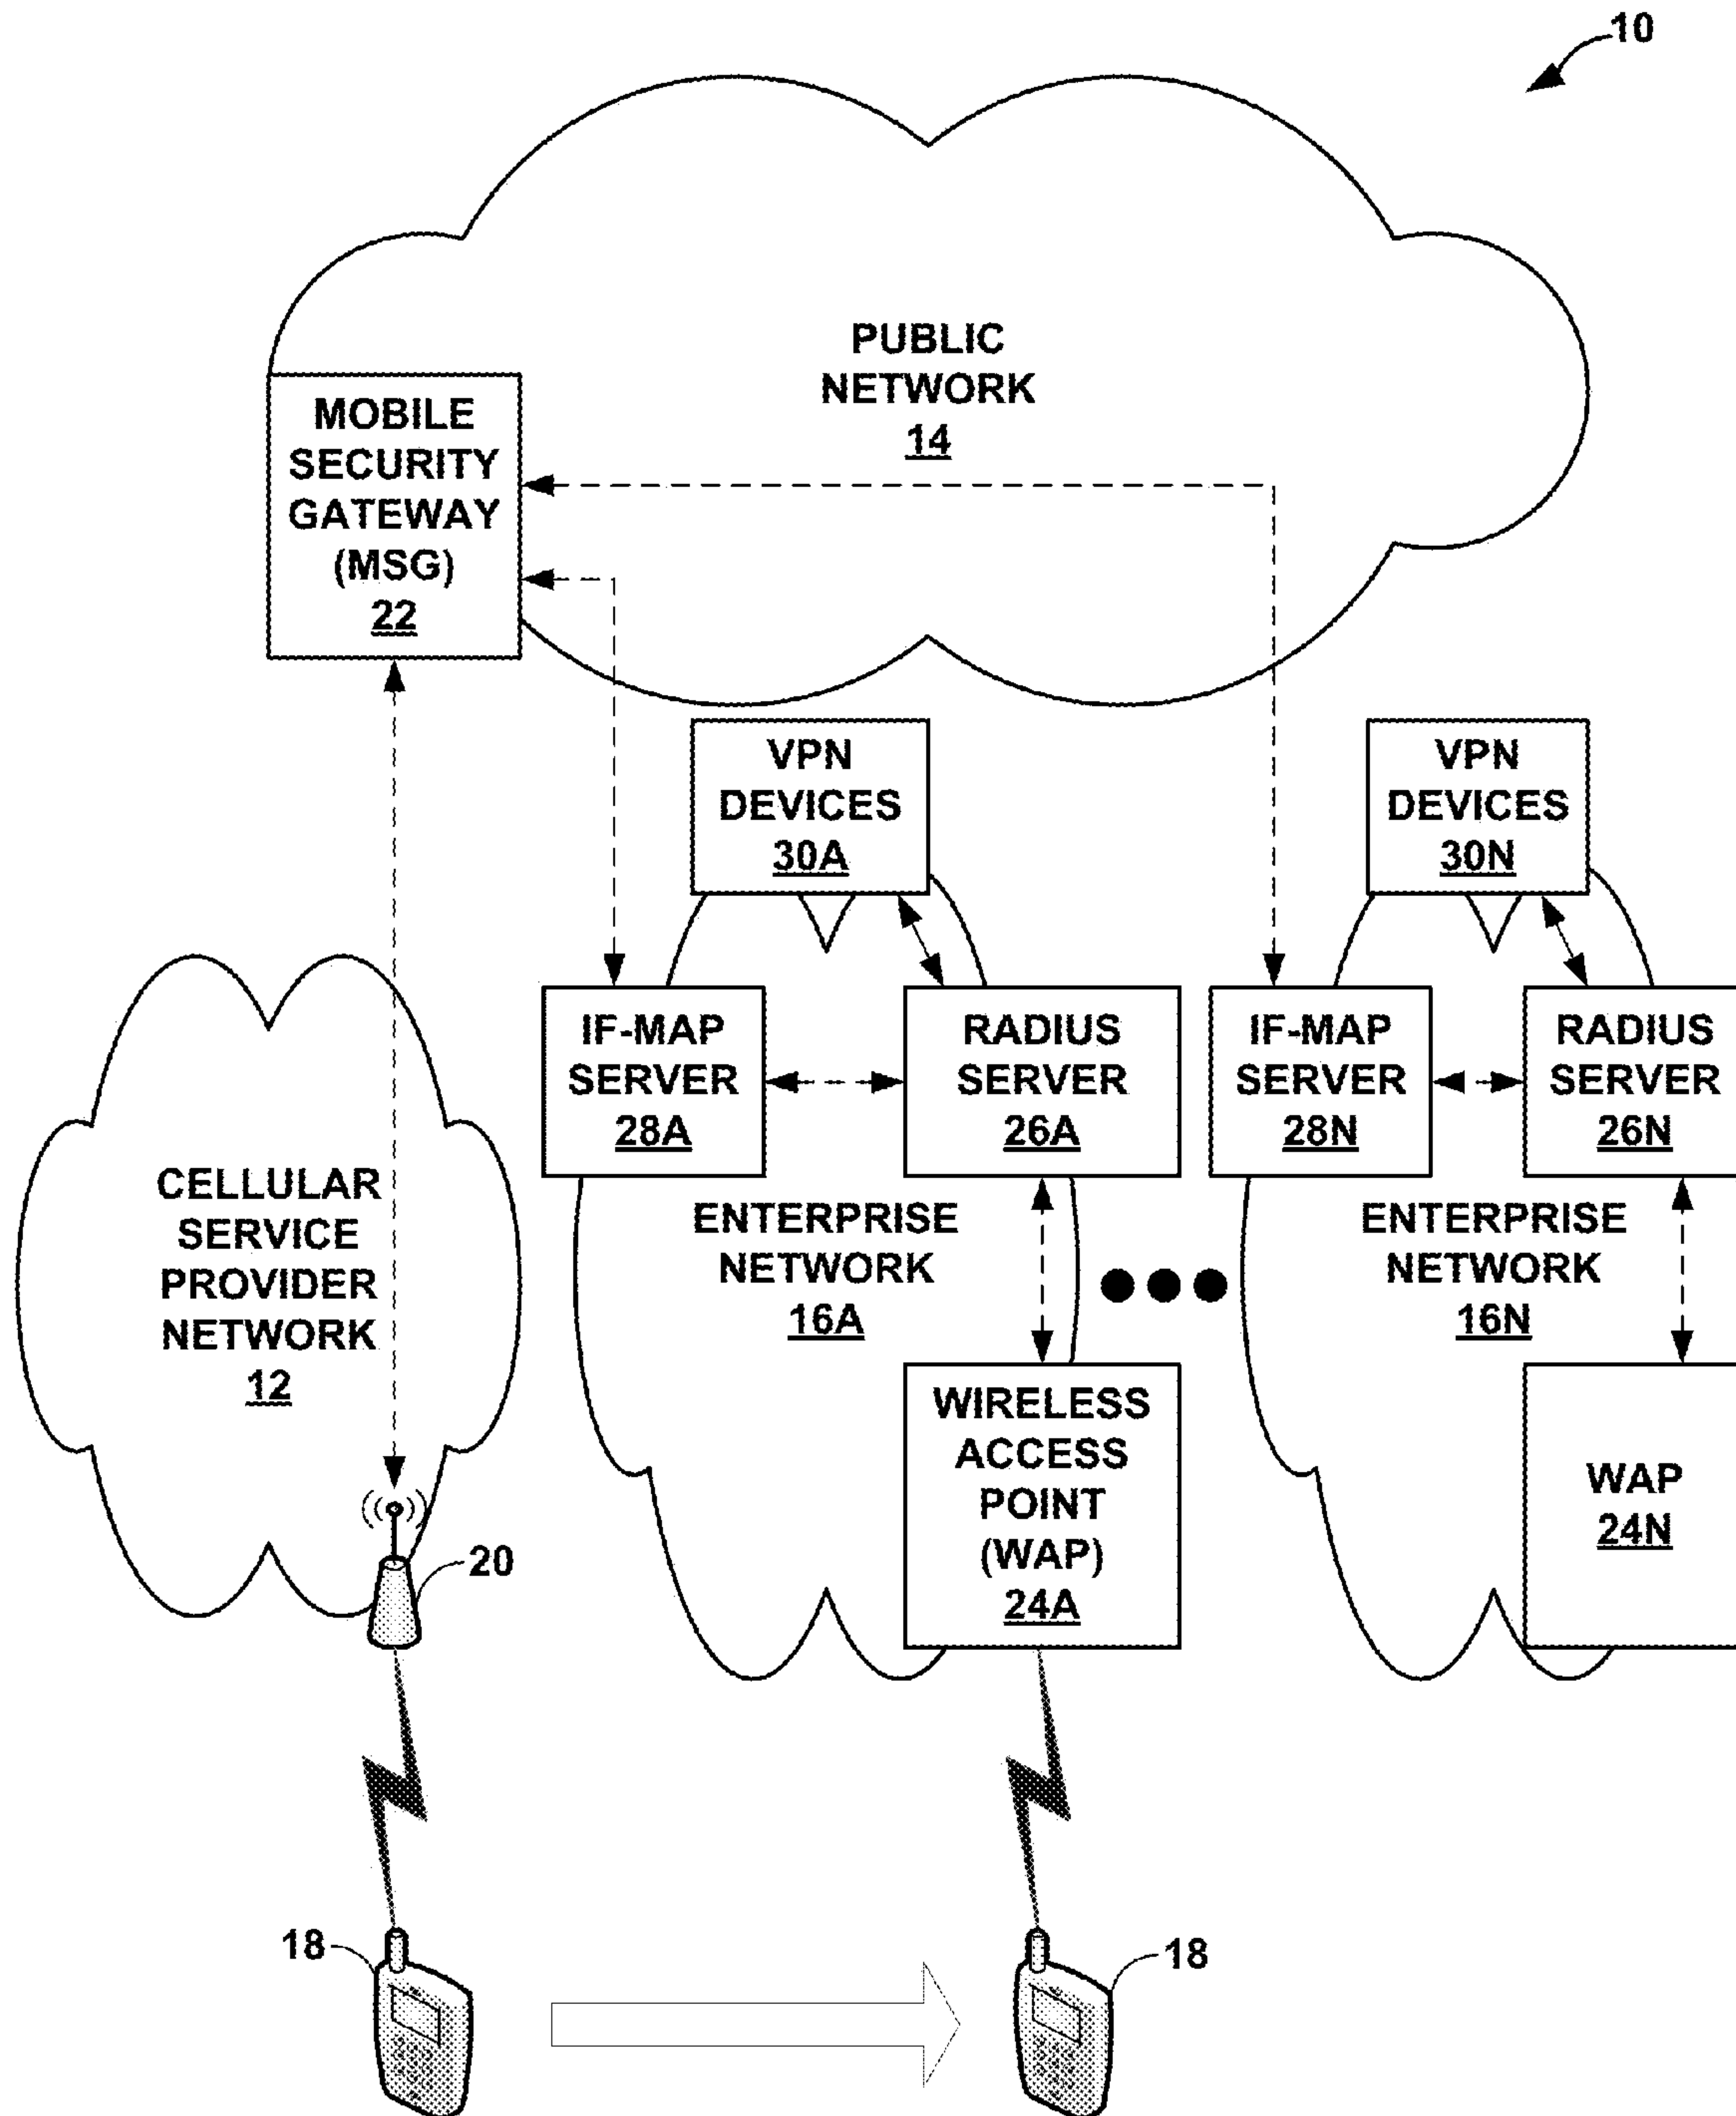 10
PUBLIC
NETWORK
14
MOBILE
SECURITY
GATEWAY
(MSG)
22
VPN
DEVICES
30A
VPN
DEVICES
30N
IF-MAP
SERVER
28A
RADIUS
SERVER
26A
IF-MAP
SERVER
28N
RADIUS
SERVER
26N
CELLULAR
SERVICE
PROVIDER
NETWORK
12
ENTERPRISE
NETWORK
16A
ENTERPRISE
NETWORK
16N
WIRELESS
ACCESS
POINT
(WAP)
24A
WAP
24N
20
18
18